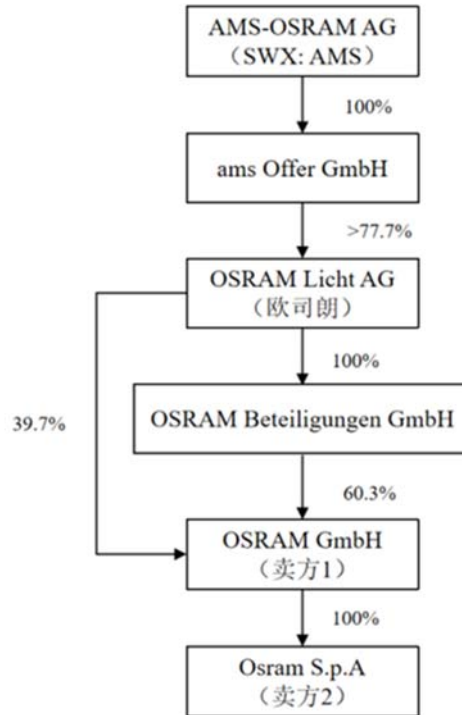 AMS-OSRAM AG
（SWX: AMS）
100%
ams Offer GmbH
>77.7%
OSRAM Licht AG
（欧司朗）
100%
OSRAM Beteiligungen GmbH
39.7%
60.3%
OSRAM GmbH
（卖方1）
100%
Osram S.p.A
（卖方2）